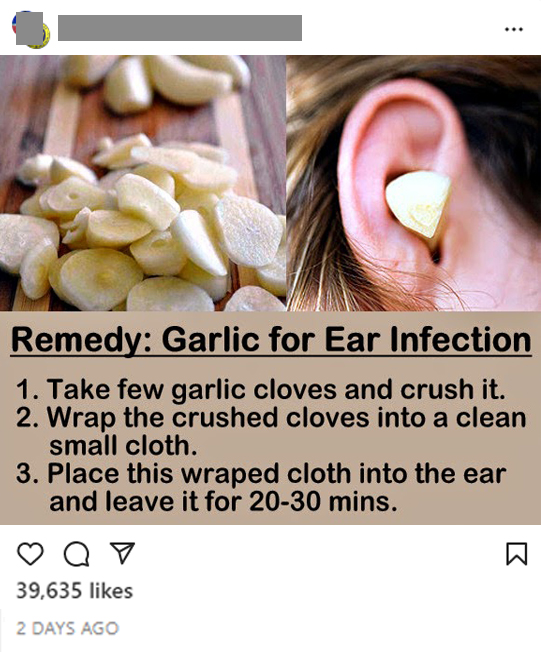 Remedy: Garlic for Ear Infection
1. Take few garlic cloves and crush it.
2. Wrap the crushed cloves into a clean
small cloth.
3. Place this wraped cloth into the ear
and leave it for 20-30 mins.
39,635 likes
2 DAYS AGO